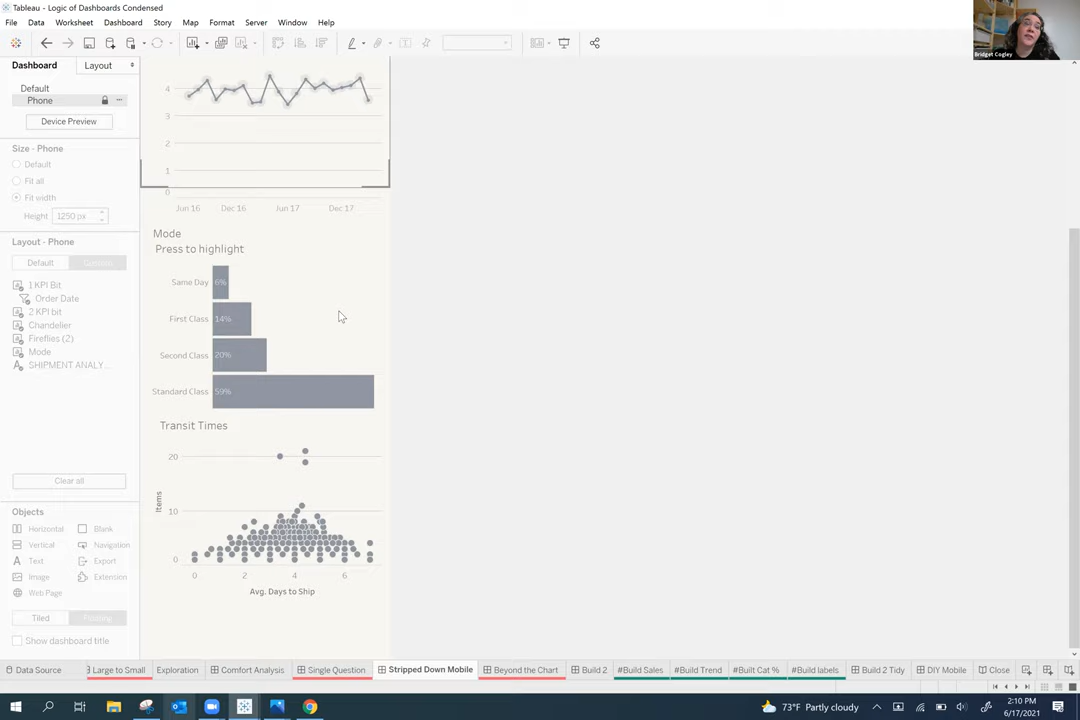 Tableau - Logic of Dashboards Condensed
File Data Worksheet Dashboard Story Map Format Server Window Help
Bridget Cogley
Dashboard Layout
Default
Phone
Device Preview
Size - Phone
Default
Fit all
Fit width
Height 1250 px
Layout - Phone
Default
1 KPI Bit
Order Date
2 KPI bit
Chandelier
Fireflies (2)
Mode
SHIPMENT ANALY...
Clear all
Objects
Horizontal Blank
Vertical Navigation
Text Export
Image Extension
Web Page
Tiled Floating
Show dashboard title
4
3
2
1
0
Jun 16 Dec 16 Jun 17 Dec 17
Mode
Press to highlight
Same Day 6%
First Class 14%
Second Class 20%
Standard Class 59%
Transit Times
20
10
0
Items
0 2 4 6
Avg. Days to Ship
Data Source Large to Small Exploration Comfort Analysis Single Question Stripped Down Mobile Beyond the Chart Build 2 #Build Sales #Build Trend #Built Cat % #Build labels Build 2 Tidy DIY Mobile Close
73°F Partly cloudy
2:10 PM
6/17/2021